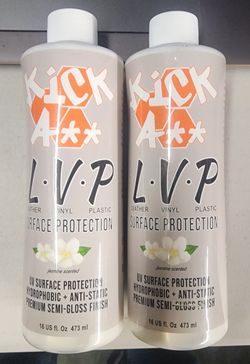 KiCK
A**
L·V·P
LEATHER VINYL PLASTIC
SURFACE PROTECTION
jasmine scented
UV SURFACE PROTECTION
HYDROPHOBIC + ANTI-STATIC
PREMIUM SEMI-GLOSS FINISH
16 US fl. Oz 473 ml
KiCK
A**
L·V·P
LEATHER VINYL PLASTIC
SURFACE PROTECTION
jasmine scented
UV SURFACE PROTECTION
HYDROPHOBIC + ANTI-STATIC
PREMIUM SEMI-GLOSS FINISH
16 US fl. Oz 473 ml